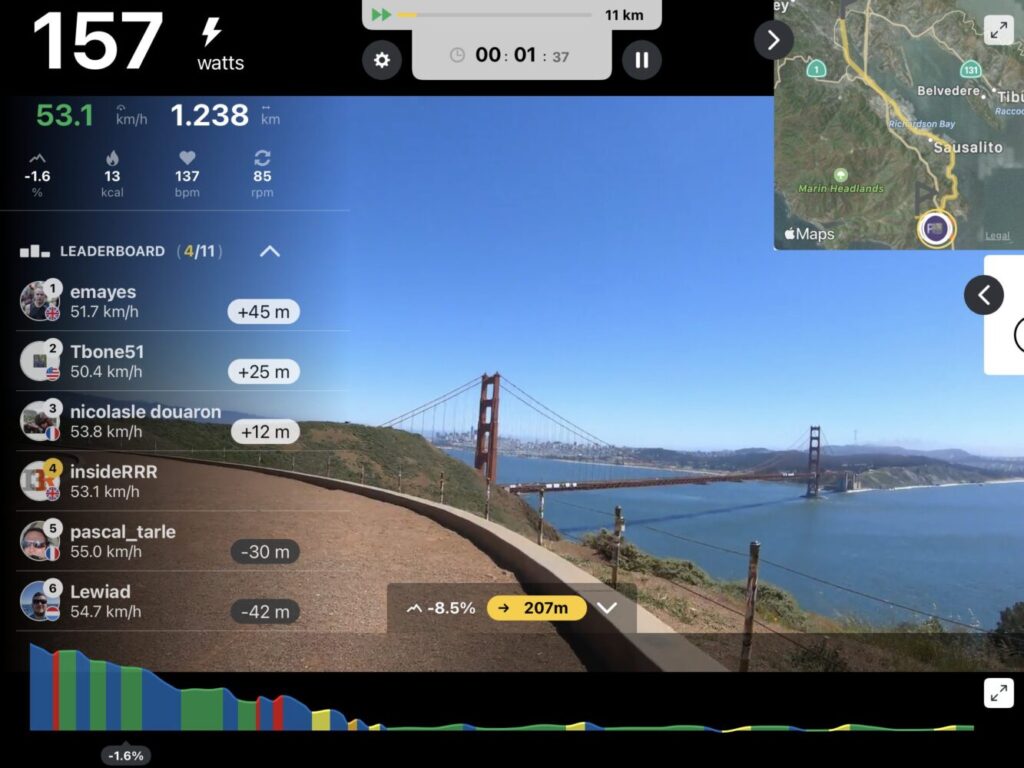 157 watts
11 km
00 : 01 : 37
53.1 km/h 1.238 km
-1.6 13 137 85
% kcal bpm rpm
LEADERBOARD (4/11)
1 emayes
51.7 km/h +45 m
2 Tbone51
50.4 km/h +25 m
3 nicolasle douaron
53.8 km/h +12 m
4 insideRRR
53.1 km/h
5 pascal_tarle
55.0 km/h -30 m
6 Lewiad
54.7 km/h -42 m
ey
1
131
Belvedere
Tibu
Raccoo
Richardson Bay
Sausalito
Marin Headlands
Maps
Legal
-8.5% → 207m
-1.6%